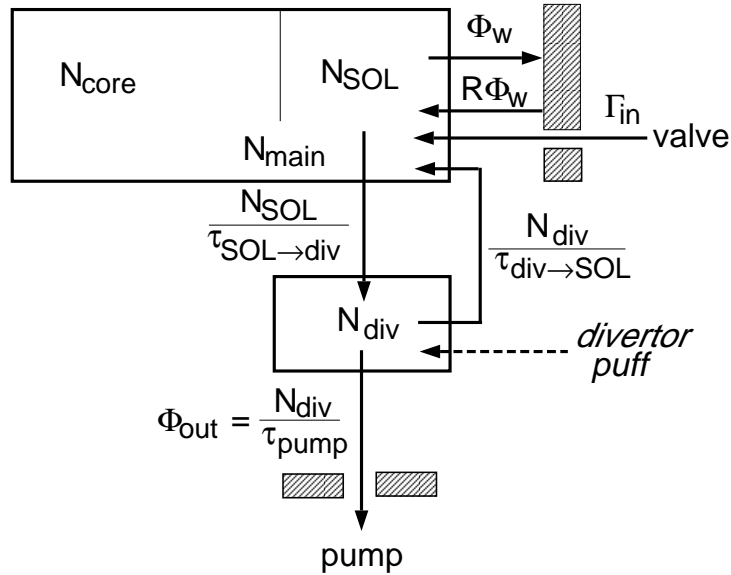 Φw
Ncore
NSOL
RΦw
Γin
valve
Nmain
NSOL
τSOL→div
Ndiv
τdiv→SOL
Ndiv
divertor
puff
Φout = Ndiv
τpump
pump